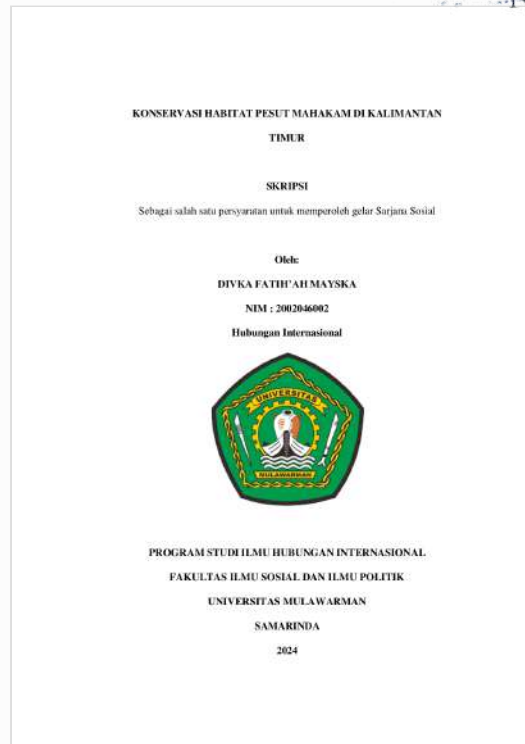 KONSERVASI HABITAT PESUT MAHAKAM DI KALIMANTAN
TIMUR
SKRIPSI
Sebagai salah satu persyaratan untuk memperoleh gelar Sarjana Sosial
Oleh:
DIVKA FATIH'AH MAYSKA
NIM : 2002046002
Hubungan Internasional
UNIVERSITAS
MULAWARMAN
PROGRAM STUDI ILMU HUBUNGAN INTERNASIONAL
FAKULTAS ILMU SOSIAL DAN ILMU POLITIK
UNIVERSITAS MULAWARMAN
SAMARINDA
2024